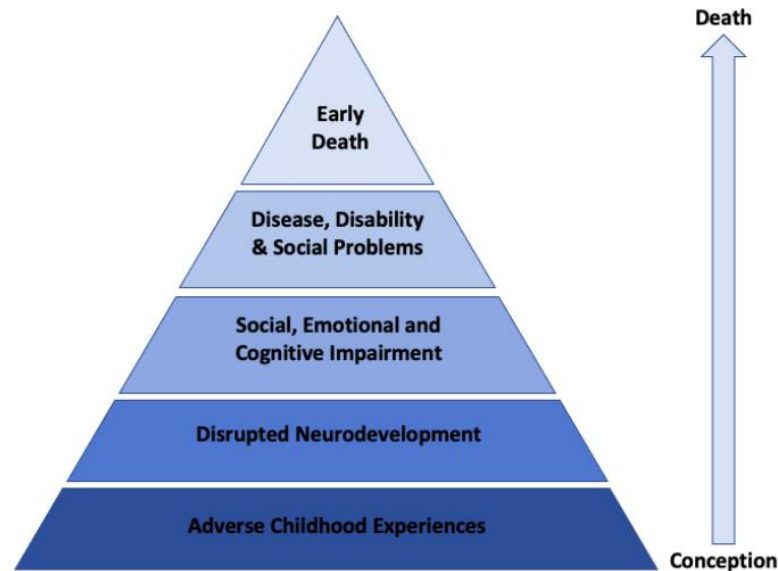 Death
Early
Death
Disease, Disability
& Social Problems
Social, Emotional and
Cognitive Impairment
Disrupted Neurodevelopment
Adverse Childhood Experiences
Conception